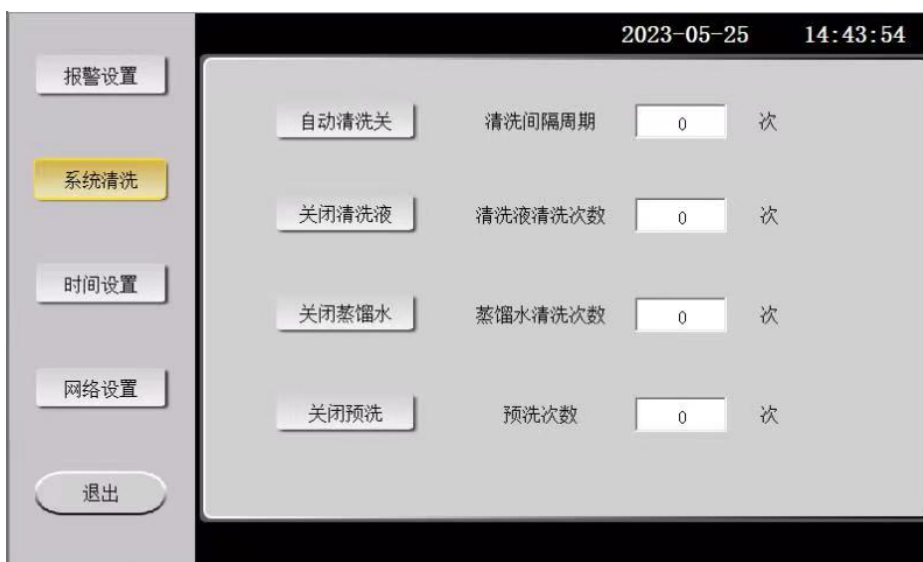 2023-05-25 14:43:54
报警设置
系统清洗
时间设置
网络设置
退出
自动清洗关 清洗间隔周期 0 次
关闭清洗液 清洗液清洗次数 0 次
关闭蒸馏水 蒸馏水清洗次数 0 次
关闭预洗 预洗次数 0 次